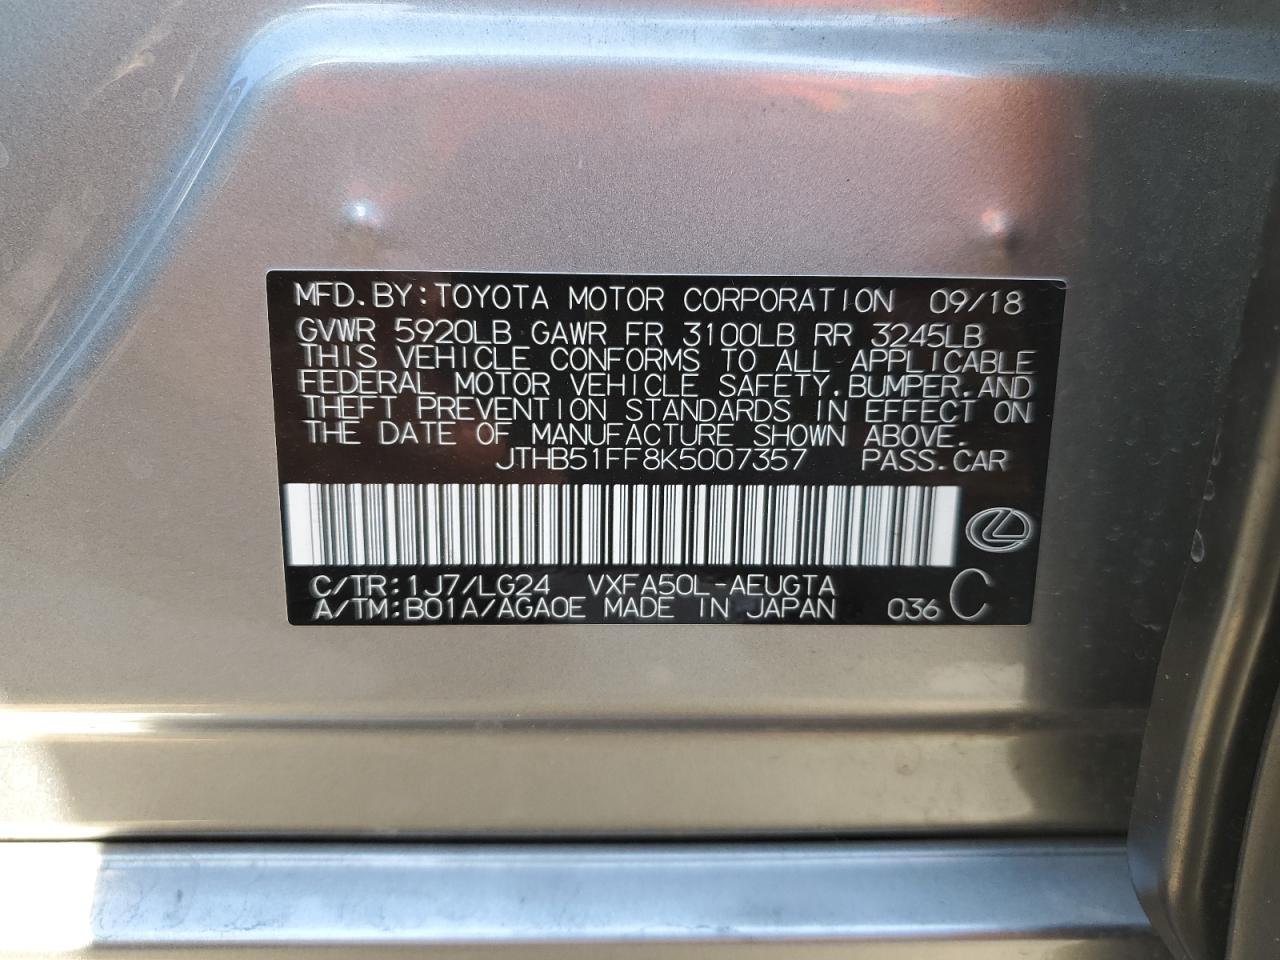 MFD.BY:TOYOTA MOTOR CORPORATION 09/18
GVWR 5920LB GAWR FR 3100LB RR 3245LB
THIS VEHICLE CONFORMS TO ALL APPLICABLE
FEDERAL MOTOR VEHICLE SAFETY,BUMPER,AND
THEFT PREVENTION STANDARDS IN EFFECT ON
THE DATE OF MANUFACTURE SHOWN ABOVE.
JTHB51FF8K5007357 PASS.CAR
C/TR:1J7/LG24 VXFA50L-AEUGTA
A/TM:B01A/AGA0E MADE IN JAPAN 036 C